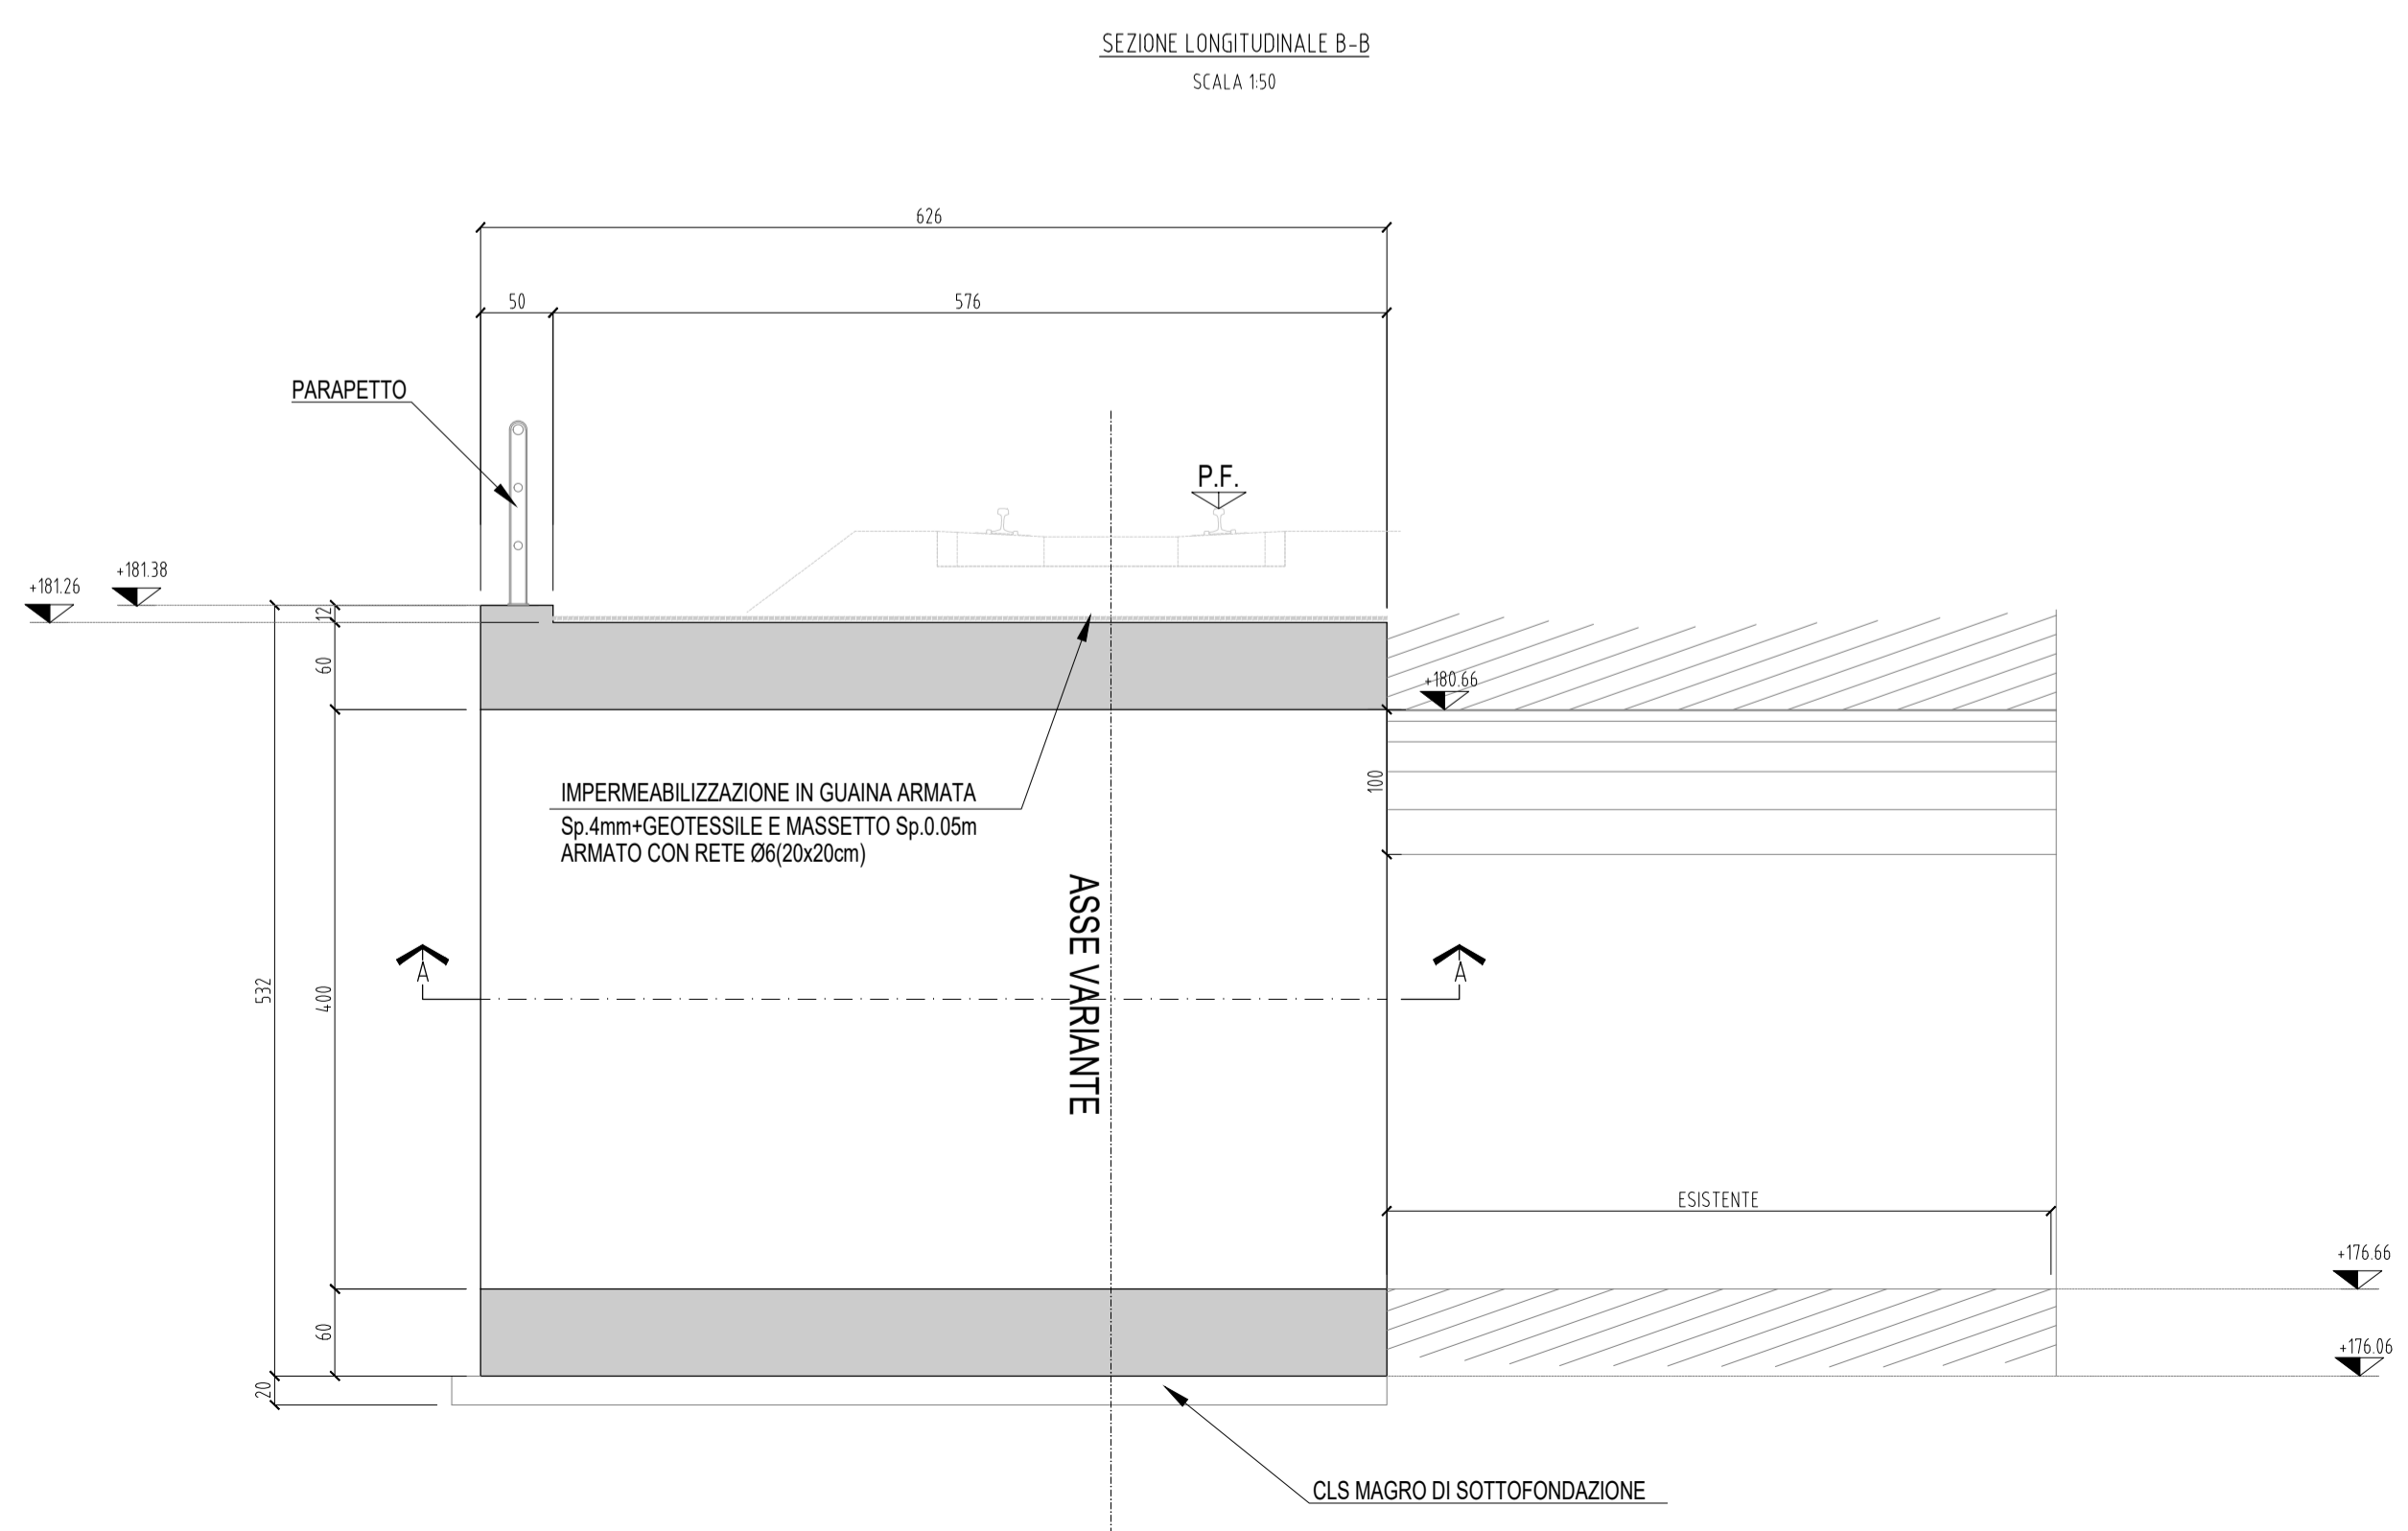 SEZIONE LONGITUDINALE B-B
SCALA 1:50
626
50
576
PARAPETTO
P.F.
+181.26
+181.38
12
60
+180.66
100
IMPERMEABILIZZAZIONE IN GUAINA ARMATA
Sp.4mm+GEOTESSILE E MASSETTO Sp.0.05m
ARMATO CON RETE Ø6(20x20cm)
ASSE VARIANTE
A
A
532
400
ESISTENTE
+176.66
60
+176.06
20
CLS MAGRO DI SOTTOFONDAZIONE